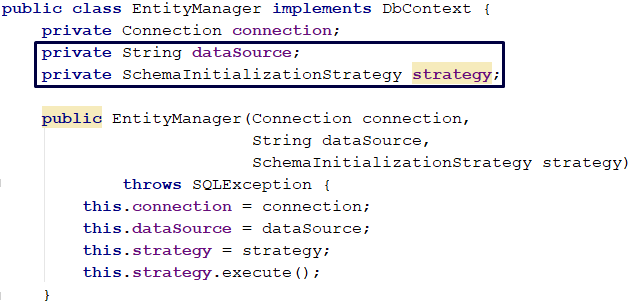 public class EntityManager implements DbContext {
    private Connection connection;
    private String dataSource;
    private SchemaInitializationStrategy strategy;
    public EntityManager(Connection connection,
                         String dataSource,
                         SchemaInitializationStrategy strategy)
            throws SQLException {
        this.connection = connection;
        this.dataSource = dataSource;
        this.strategy = strategy;
        this.strategy.execute();
    }